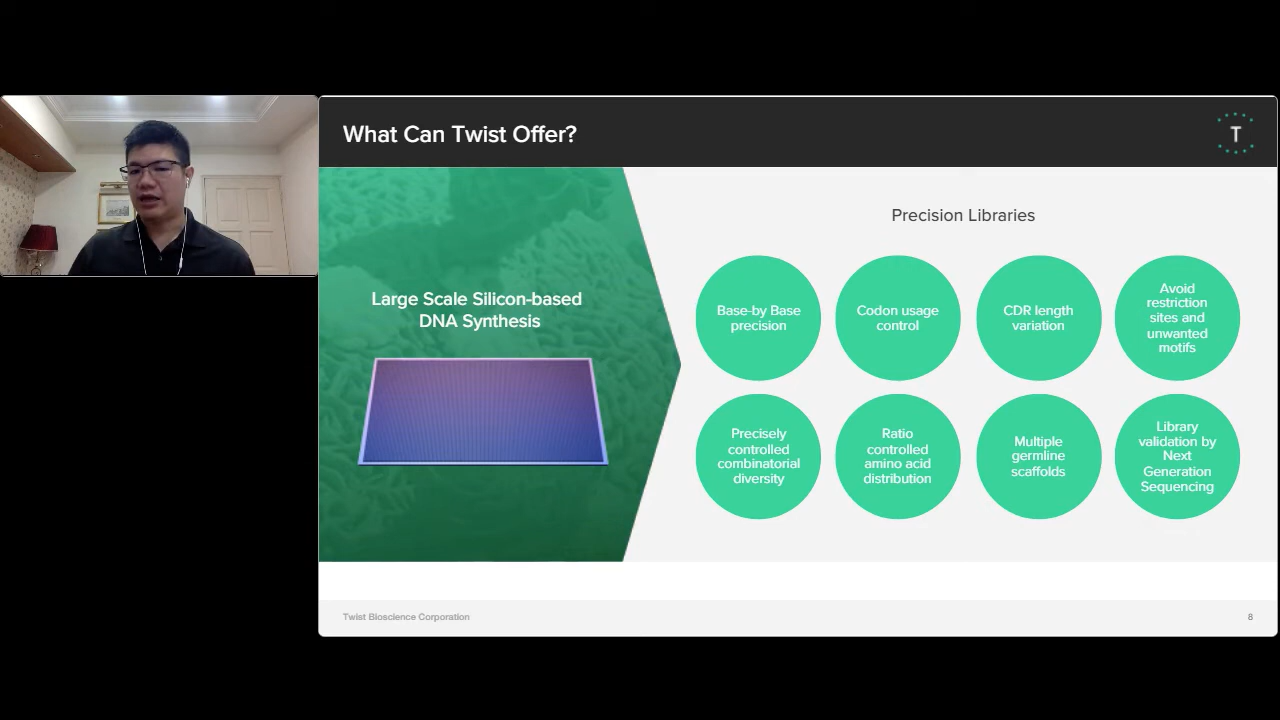 What Can Twist Offer?
T
Large Scale Silicon-based
DNA Synthesis
Precision Libraries
Base-by Base
precision
Codon usage
control
CDR length
variation
Avoid
restriction
sites and
unwanted
motifs
Precisely
controlled
combinatorial
diversity
Ratio
controlled
amino acid
distribution
Multiple
germline
scaffolds
Library
validation by
Next
Generation
Sequencing
Twist Bioscience Corporation
8